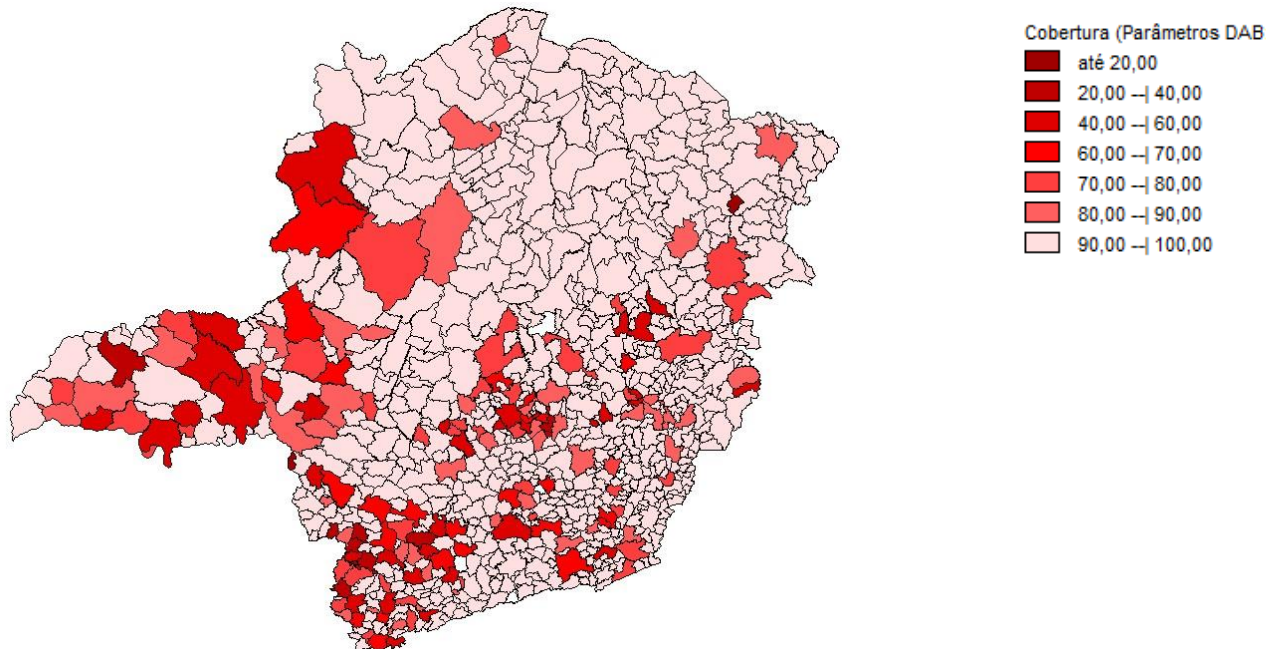 Cobertura (Parâmetros DAB
até 20,00
20,00 --| 40,00
40,00 --| 60,00
60,00 --| 70,00
70,00 --| 80,00
80,00 --| 90,00
90,00 --| 100,00